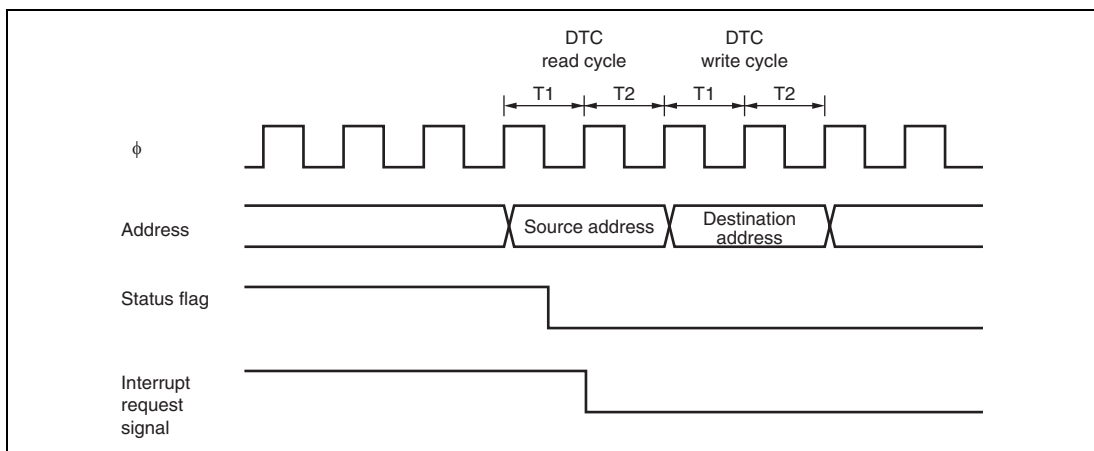 DTC
read cycle
DTC
write cycle
T1 T2 T1 T2
ϕ
Address
Source address
Destination
address
Status flag
Interrupt
request
signal